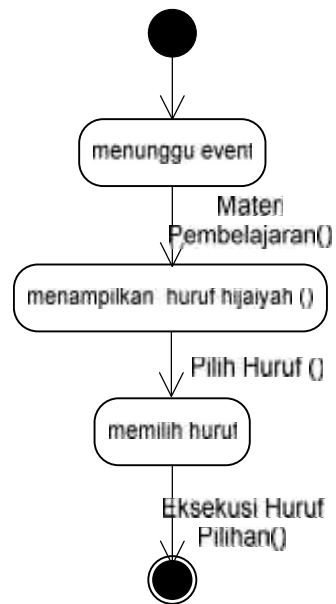 menunggu event
Materi
Pembelajaran()
menampilkan huruf hijaiyah ()
Pilih Huruf ()
memilih huruf
Eksekusi Huruf
Pilihan()